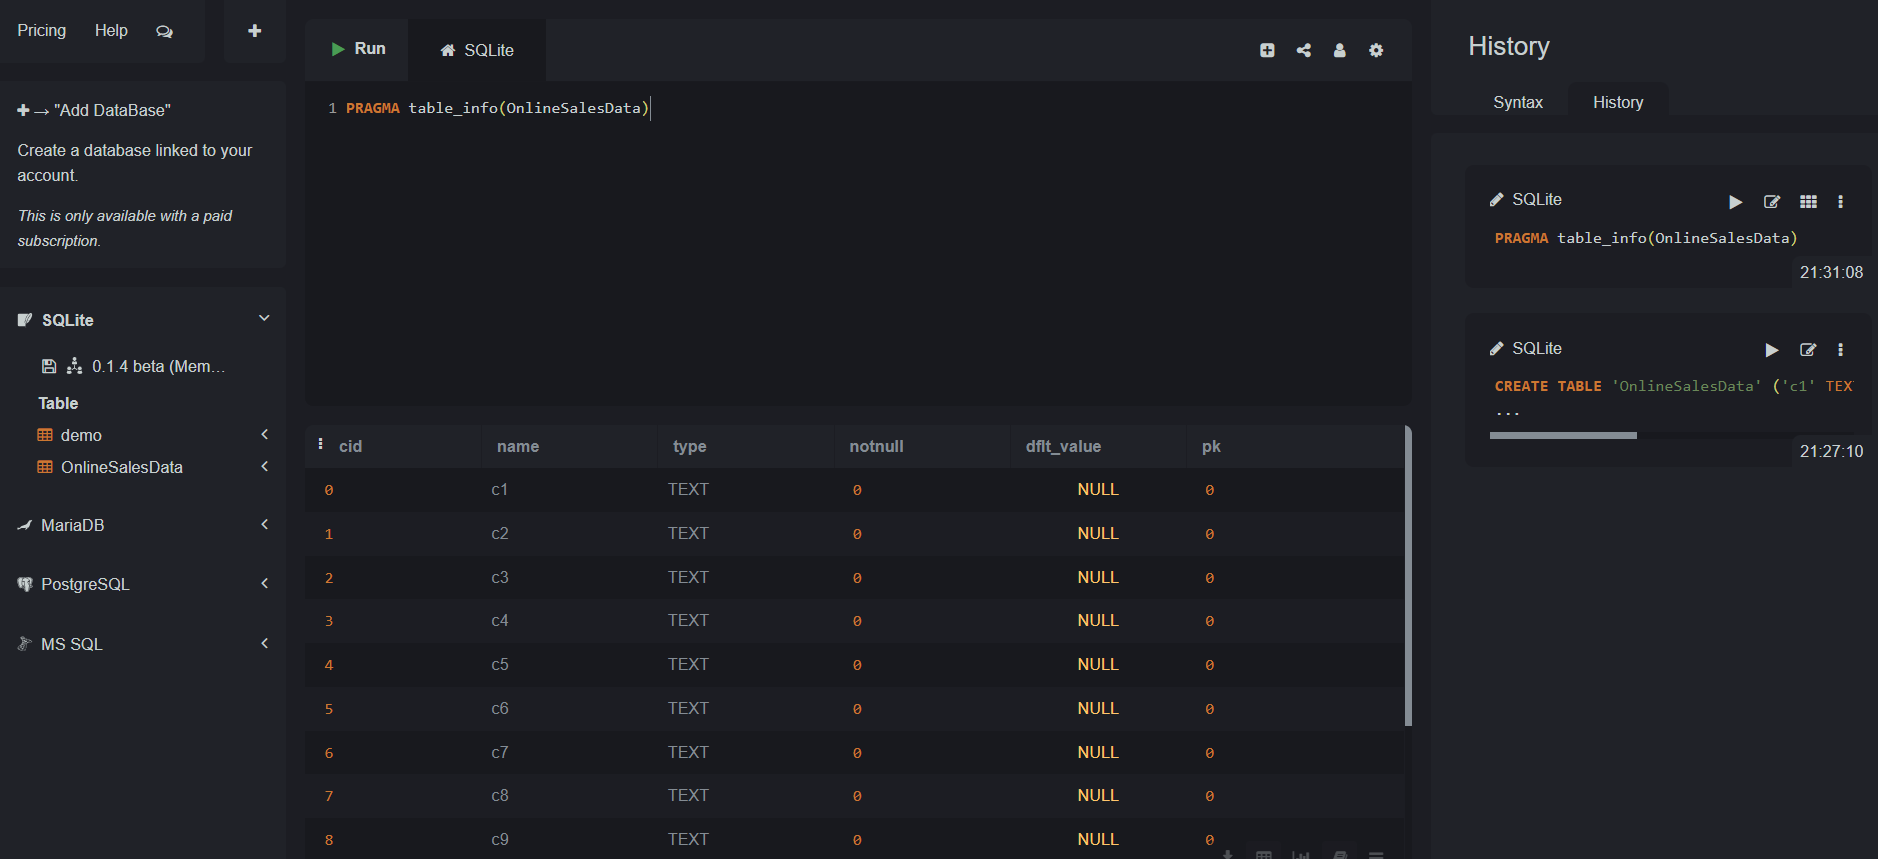 Pricing Help
"Add DataBase"
Create a database linked to your
account.
This is only available with a paid
subscription.
SQLite
0.1.4 beta (Mem...
Table
demo
OnlineSalesData
MariaDB
PostgreSQL
MS SQL
Run SQLite
1 PRAGMA table_info(OnlineSalesData)
cid name type notnull dflt_value pk
0 c1 TEXT 0 NULL 0
1 c2 TEXT 0 NULL 0
2 c3 TEXT 0 NULL 0
3 c4 TEXT 0 NULL 0
4 c5 TEXT 0 NULL 0
5 c6 TEXT 0 NULL 0
6 c7 TEXT 0 NULL 0
7 c8 TEXT 0 NULL 0
8 c9 TEXT 0 NULL 0
History
Syntax History
SQLite
PRAGMA table_info(OnlineSalesData)
21:31:08
SQLite
CREATE TABLE 'OnlineSalesData' ('c1' TEX
...
21:27:10